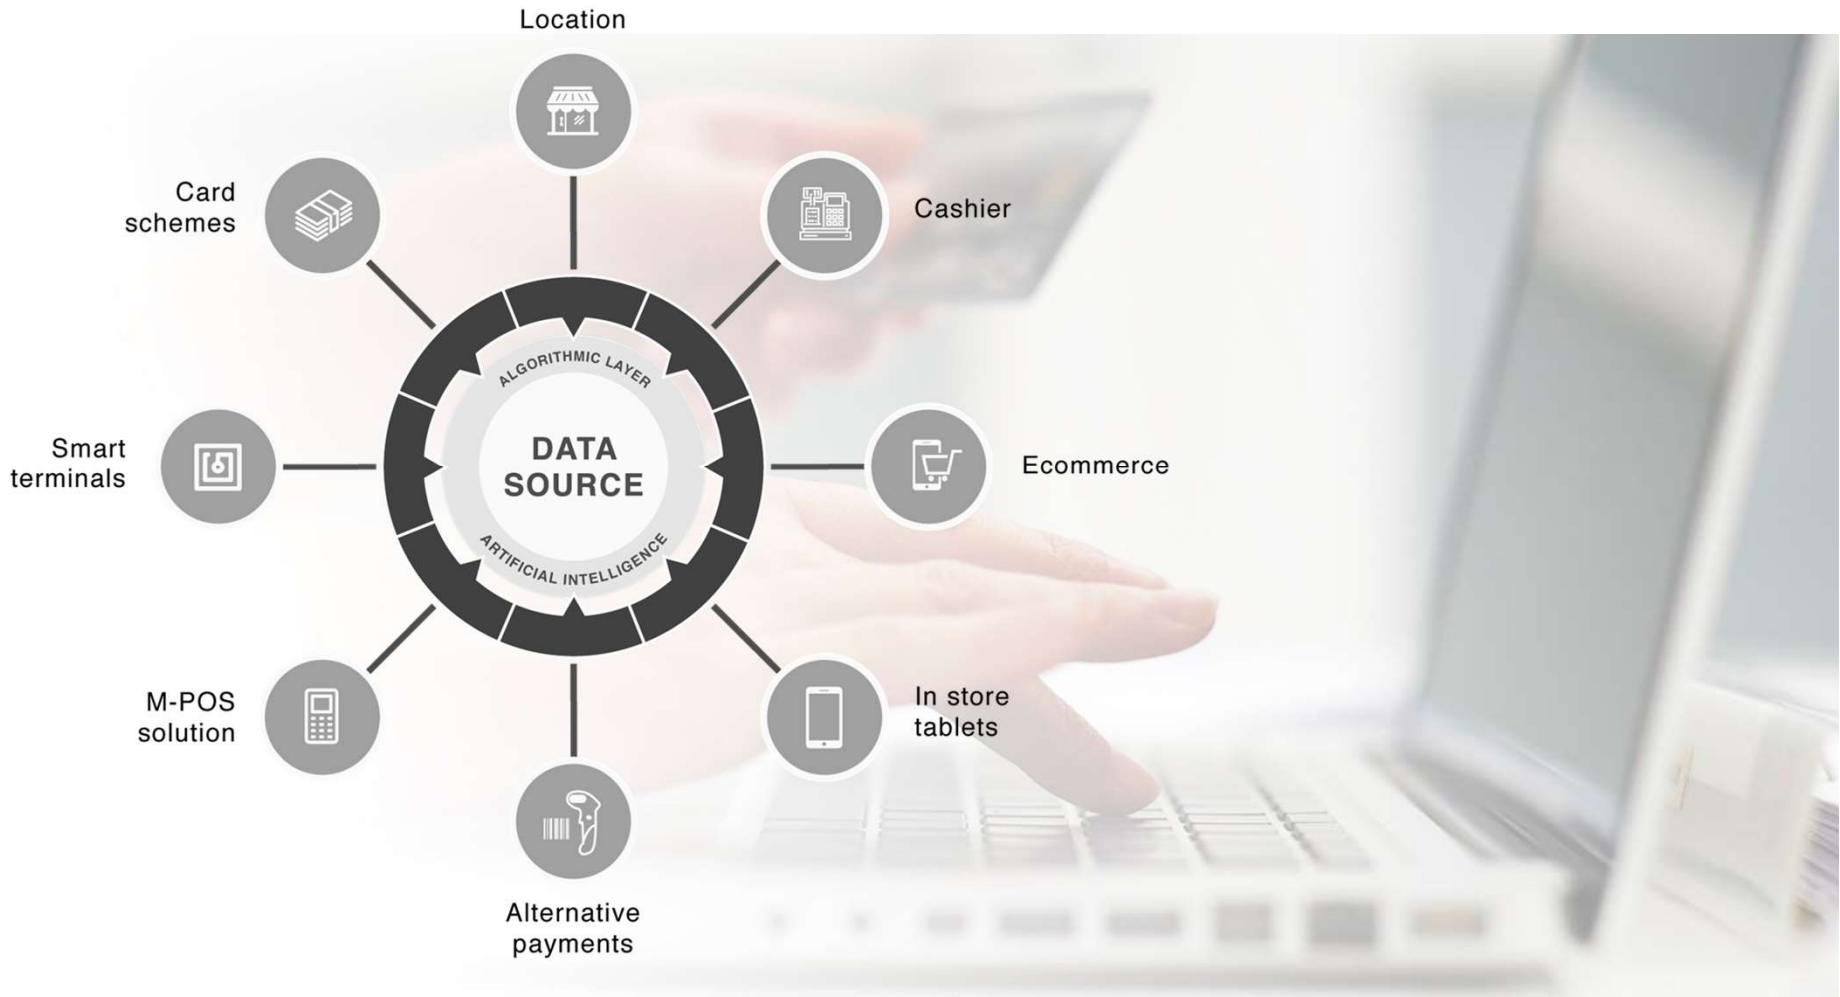 Location
Card
schemes
Cashier
ALGORITHMIC LAYER
DATA
SOURCE
ARTIFICIAL INTELLIGENCE
Smart
terminals
Ecommerce
M-POS
solution
In store
tablets
Alternative
payments